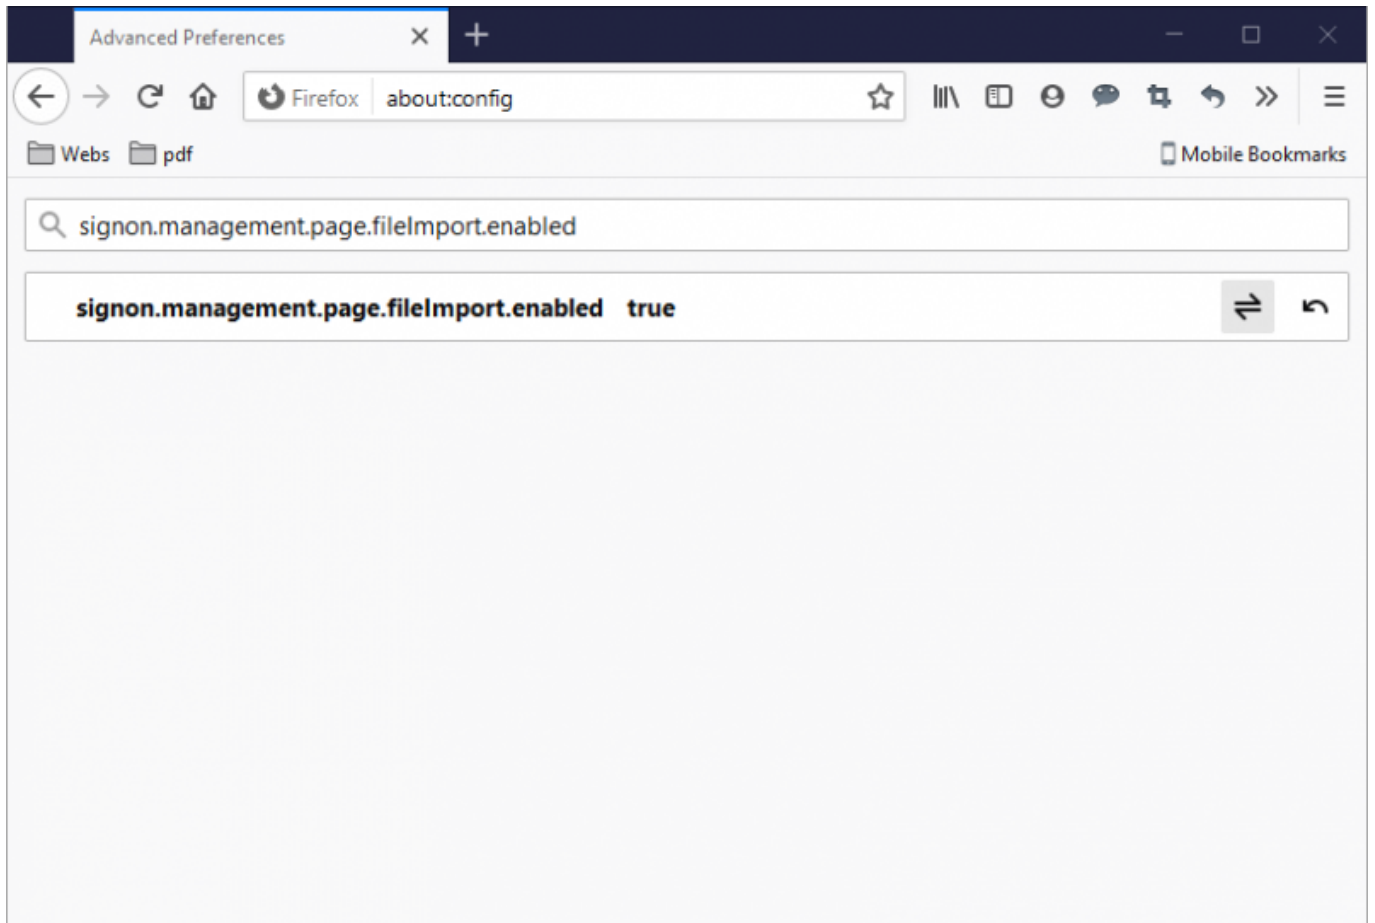 Advanced Preferences
Firefox about:config
Webs pdf Mobile Bookmarks
signon.management.page.fileImport.enabled
signon.management.page.fileImport.enabled true